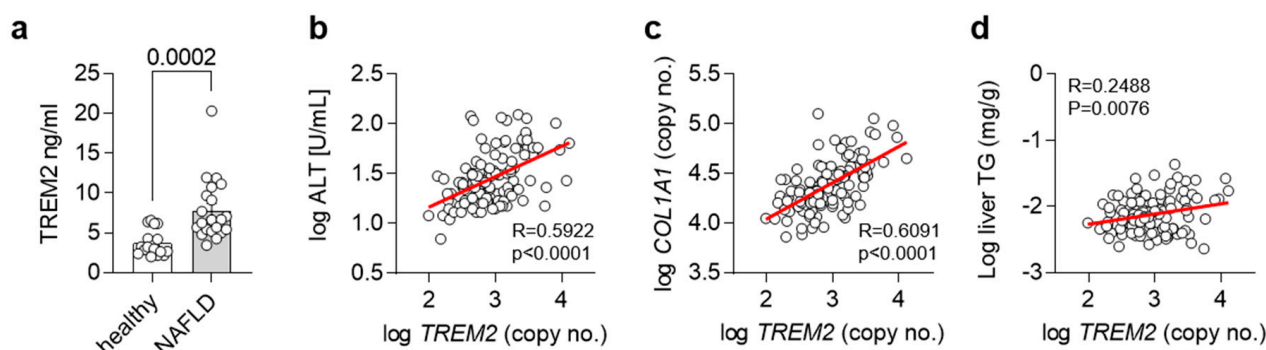 a
0.0002
TREM2 ng/ml
25
20
15
10
5
0
healthy
NAFLD
b
log ALT [U/mL]
2.5
2.0
1.5
1.0
0.5
R=0.5922
p<0.0001
2 3 4
log TREM2 (copy no.)
c
log COL1A1 (copy no.)
5.5
5.0
4.5
4.0
3.5
R=0.6091
p<0.0001
2 3 4
log TREM2 (copy no.)
d
Log liver TG (mg/g)
0
-1
-2
-3
R=0.2488
P=0.0076
2 3 4
log TREM2 (copy no.)